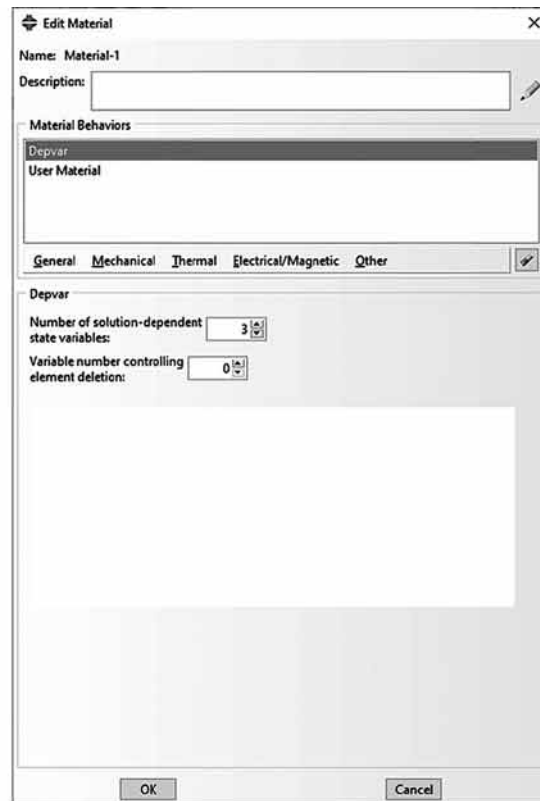 Edit Material
Name: Material-1
Description:
Material Behaviors
Depvar
User Material
General Mechanical Thermal Electrical/Magnetic Other
Depvar
Number of solution-dependent
state variables: 3
Variable number controlling
element deletion: 0
OK Cancel